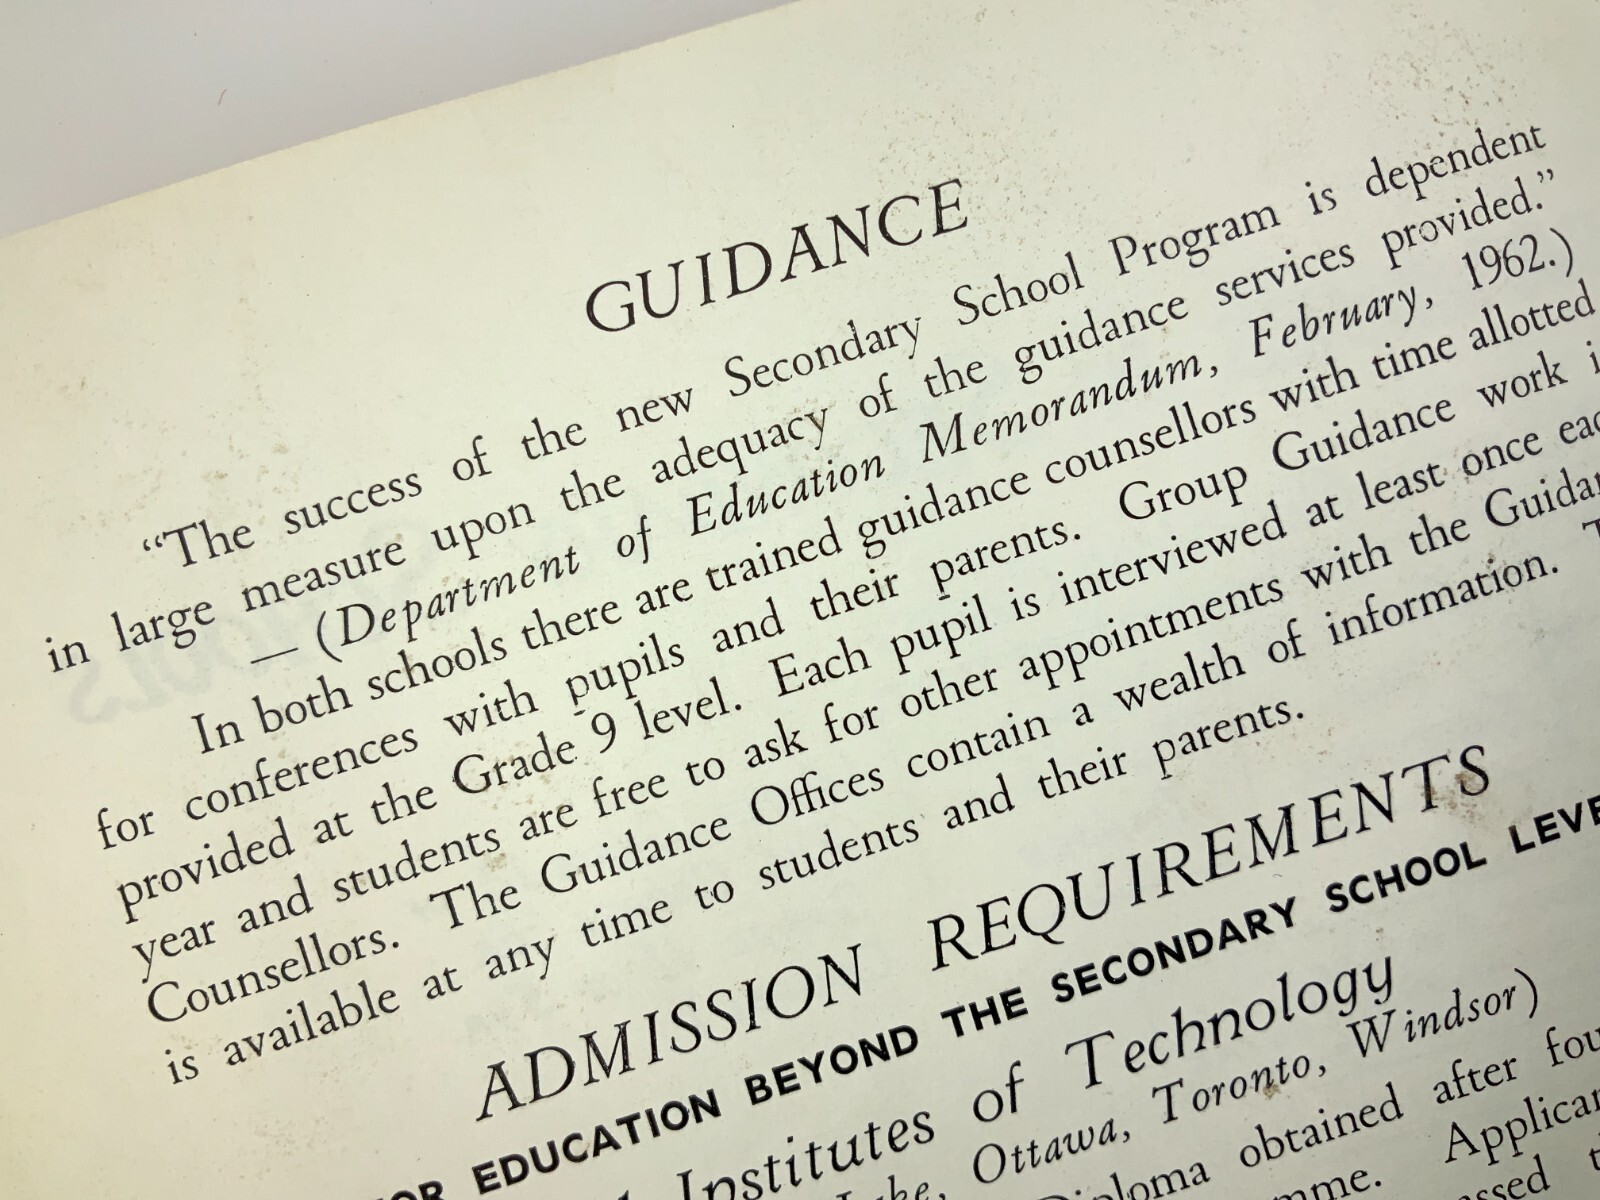 GUIDANCE
“The success of the new Secondary School Program is dependent
in large measure upon the adequacy of the guidance services provided.”
— (Department of Education Memorandum, February, 1962.)
In both schools there are trained guidance counsellors with time allotted
for conferences with pupils and their parents. Group Guidance work
provided at the Grade 9 level. Each pupil is interviewed at least once
year and students are free to ask for other appointments with the
Counsellors. The Guidance Offices contain a wealth of information.
is available at any time to students and their parents.
ADMISSION REQUIREMENTS
EDUCATION BEYOND THE SECONDARY SCHOOL
Institutes of Technology
Ottawa, Toronto, Windsor)
Diploma obtained after